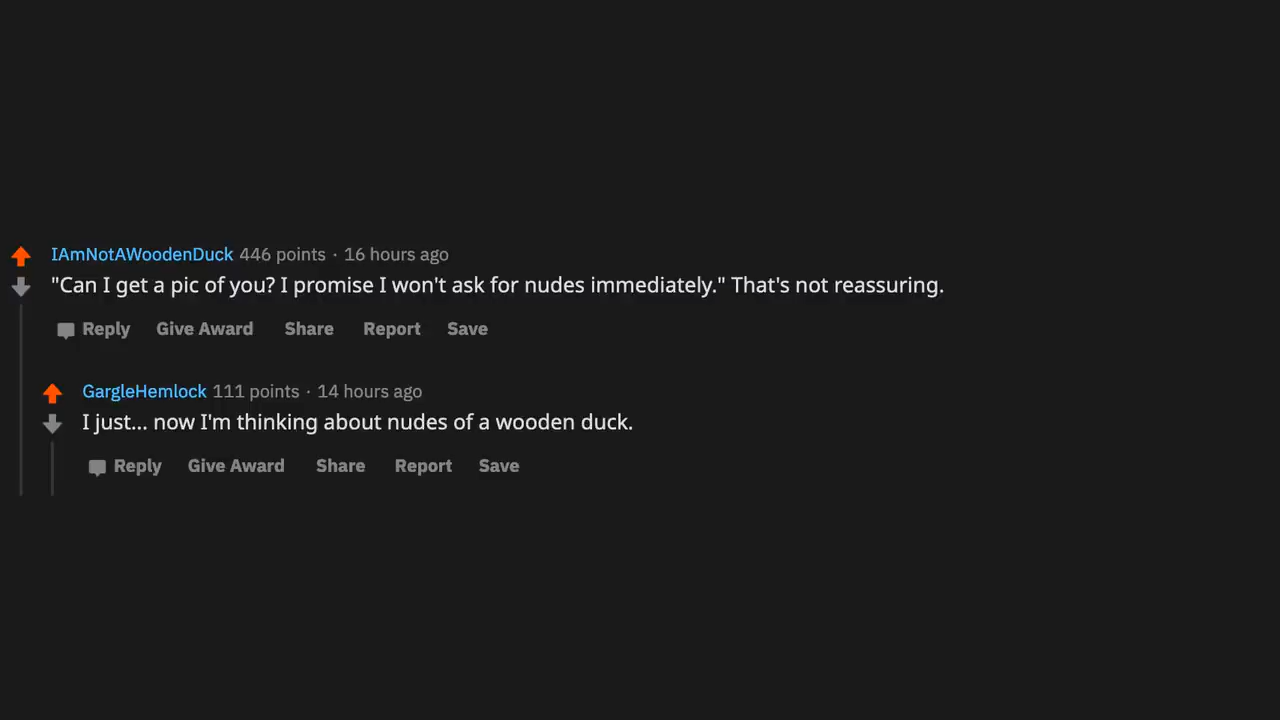 IAmNotAWoodenDuck 446 points · 16 hours ago
"Can I get a pic of you? I promise I won't ask for nudes immediately." That's not reassuring.
Reply Give Award Share Report Save
GargleHemlock 111 points · 14 hours ago
I just... now I'm thinking about nudes of a wooden duck.
Reply Give Award Share Report Save